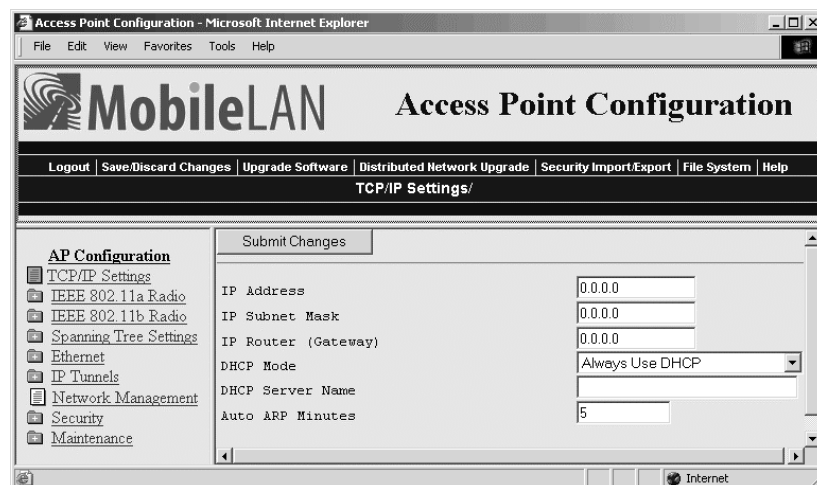 Access Point Configuration - Microsoft Internet Explorer
File Edit View Favorites Tools Help
MobileLAN
Access Point Configuration
Logout | Save/Discard Changes | Upgrade Software | Distributed Network Upgrade | Security Import/Export | File System | Help
TCP/IP Settings/
AP Configuration
TCP/IP Settings
IEEE 802.11a Radio
IEEE 802.11b Radio
Spanning Tree Settings
Ethernet
IP Tunnels
Network Management
Security
Maintenance
Submit Changes
IP Address 0.0.0.0
IP Subnet Mask 0.0.0.0
IP Router (Gateway) 0.0.0.0
DHCP Mode Always Use DHCP
DHCP Server Name
Auto ARP Minutes 5
Internet